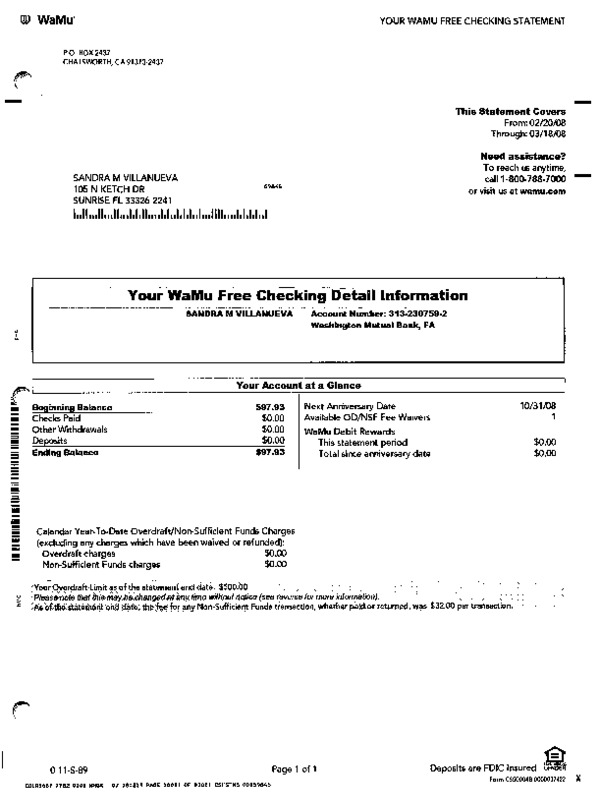 WaMu
YOUR WAMU FREE CHECKING STATEMENT
P.O. BOX 2437
CHATSWORTH, CA 91313-2437
This Statement Covers
From: 02/20/08
Through: 03/18/08
Need assistance?
To reach us anytime,
call 1-800-788-7000
or visit us at wamu.com
SANDRA M VILLANUEVA
105 N KETCH DR
SUNRISE FL 33326 2241
Your WaMu Free Checking Detail Information
SANDRA M VILLANUEVA Account Number: 313-230759-2
Washington Mutual Bank, FA
Your Account at a Glance
Beginning Balance $97.93
Checks Paid $0.00
Other Withdrawals $0.00
Deposits $0.00
Ending Balance $97.93
Next Anniversary Date 10/31/08
Available OD/NSF Fee Waivers 1
WaMu Debit Rewards
This statement period $0.00
Total since anniversary date $0.00
Calendar Year-To-Date Overdraft/Non-Sufficient Funds Charges
(excluding any charges which have been waived or refunded):
Overdraft charges $0.00
Non-Sufficient Funds charges $0.00
Your Overdraft Limit as of the statement end date $500.00
Please note that this may be changed at any time without notice (see reverse for more information).
As of the statement end date, the fee for any Non-Sufficient Funds transaction, whether paid or returned, was $32.00 per transaction.
0 11-S-89
Page 1 of 1
Deposits are FDIC Insured
X